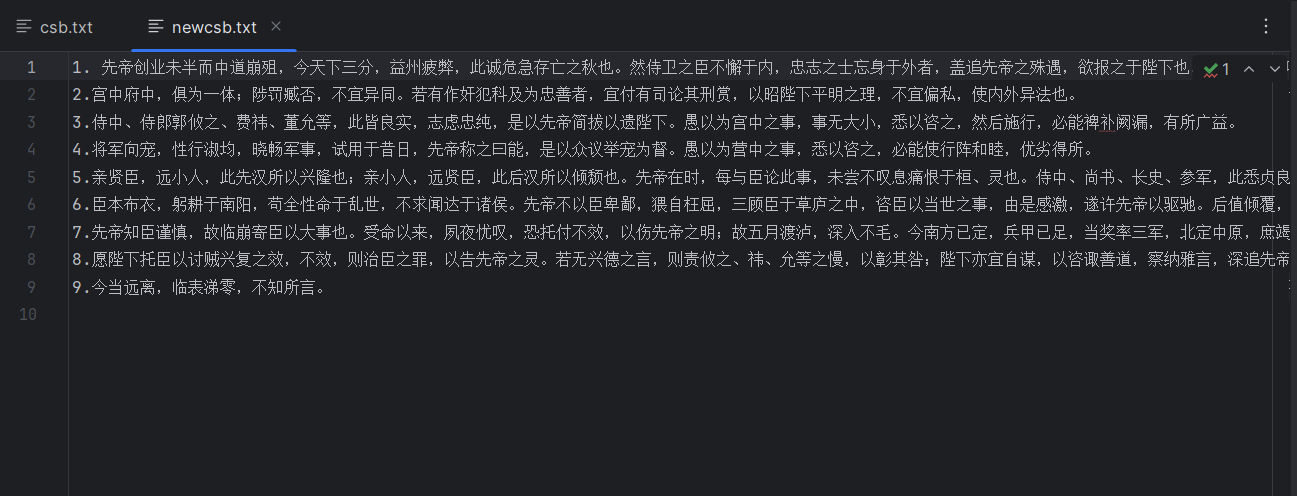 csb.txt newcsb.txt
1 1. 先帝创业未半而中道崩殂，今天下三分，益州疲弊，此诚危急存亡之秋也。然侍卫之臣不懈于内，忠志之士忘身于外者，盖追先帝之殊遇，欲报之于陛下也 1
2 2.宫中府中，俱为一体；陟罚臧否，不宜异同。若有作奸犯科及为忠善者，宜付有司论其刑赏，以昭陛下平明之理，不宜偏私，使内外异法也。
3 3.侍中、侍郎郭攸之、费祎、董允等，此皆良实，志虑忠纯，是以先帝简拔以遗陛下。愚以为宫中之事，事无大小，悉以咨之，然后施行，必能裨补阙漏，有所广益。
4 4.将军向宠，性行淑均，晓畅军事，试用于昔日，先帝称之曰能，是以众议举宠为督。愚以为营中之事，悉以咨之，必能使行阵和睦，优劣得所。
5 5.亲贤臣，远小人，此先汉所以兴隆也；亲小人，远贤臣，此后汉所以倾颓也。先帝在时，每与臣论此事，未尝不叹息痛恨于桓、灵也。侍中、尚书、长史、参军，此悉贞良
6 6.臣本布衣，躬耕于南阳，苟全性命于乱世，不求闻达于诸侯。先帝不以臣卑鄙，猥自枉屈，三顾臣于草庐之中，咨臣以当世之事，由是感激，遂许先帝以驱驰。后值倾覆，
7 7.先帝知臣谨慎，故临崩寄臣以大事也。受命以来，夙夜忧叹，恐托付不效，以伤先帝之明；故五月渡泸，深入不毛。今南方已定，兵甲已足，当奖率三军，北定中原，庶竭
8 8.愿陛下托臣以讨贼兴复之效，不效，则治臣之罪，以告先帝之灵。若无兴德之言，则责攸之、祎、允等之慢，以彰其咎；陛下亦宜自谋，以咨诹善道，察纳雅言，深追先帝
9 9.今当远离，临表涕零，不知所言。
10